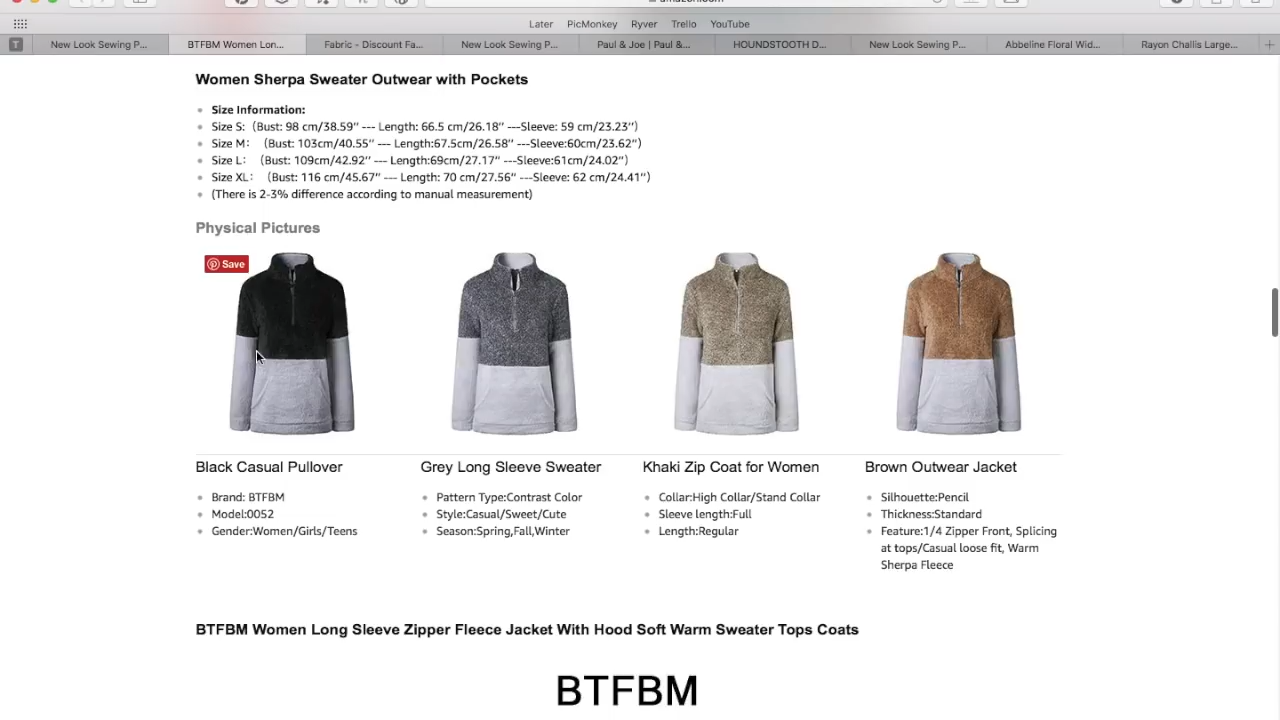 Later PicMonkey Ryver Trello YouTube
T New Look Sewing P... BTFBM Women Lon... Fabric - Discount Fa... New Look Sewing P... Paul & Joe | Paul &... HOUNDSTOOTH D... New Look Sewing P... Abbeline Floral Wid... Rayon Challis Large... +
Women Sherpa Sweater Outwear with Pockets
Size Information:
Size S:（Bust: 98 cm/38.59’’ --- Length: 66.5 cm/26.18’’ ---Sleeve: 59 cm/23.23’’）
Size M：（Bust: 103cm/40.55’’ --- Length:67.5cm/26.58’’ ---Sleeve:60cm/23.62’’）
Size L：（Bust: 109cm/42.92’’ --- Length:69cm/27.17’’ ---Sleeve:61cm/24.02’’）
Size XL：（Bust: 116 cm/45.67’’ --- Length: 70 cm/27.56’’ ---Sleeve: 62 cm/24.41’’）
(There is 2-3% difference according to manual measurement)
Physical Pictures
Save
Black Casual Pullover
Brand: BTFBM
Model:0052
Gender:Women/Girls/Teens
Grey Long Sleeve Sweater
Pattern Type:Contrast Color
Style:Casual/Sweet/Cute
Season:Spring,Fall,Winter
Khaki Zip Coat for Women
Collar:High Collar/Stand Collar
Sleeve length:Full
Length:Regular
Brown Outwear Jacket
Silhouette:Pencil
Thickness:Standard
Feature:1/4 Zipper Front, Splicing
at tops/Casual loose fit, Warm
Sherpa Fleece
BTFBM Women Long Sleeve Zipper Fleece Jacket With Hood Soft Warm Sweater Tops Coats
BTFBM